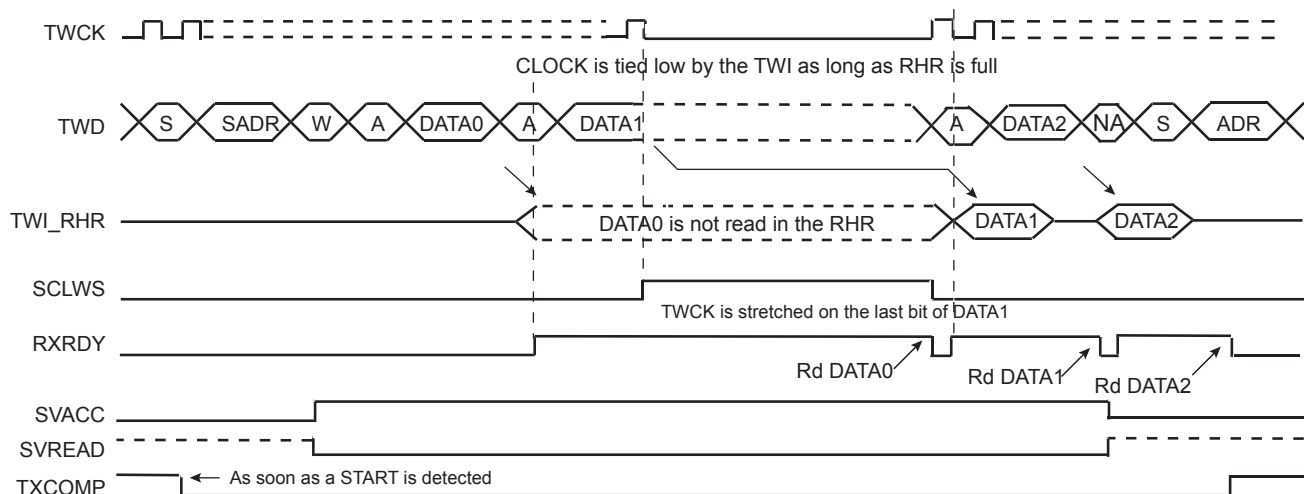 TWCK
CLOCK is tied low by the TWI as long as RHR is full
TWD S SADR W A DATA0 A DATA1 A DATA2 NA S ADR
TWI_RHR DATA0 is not read in the RHR DATA1 DATA2
SCLWS
TWCK is stretched on the last bit of DATA1
RXRDY
Rd DATA0 Rd DATA1 Rd DATA2
SVACC
SVREAD
TXCOMP As soon as a START is detected